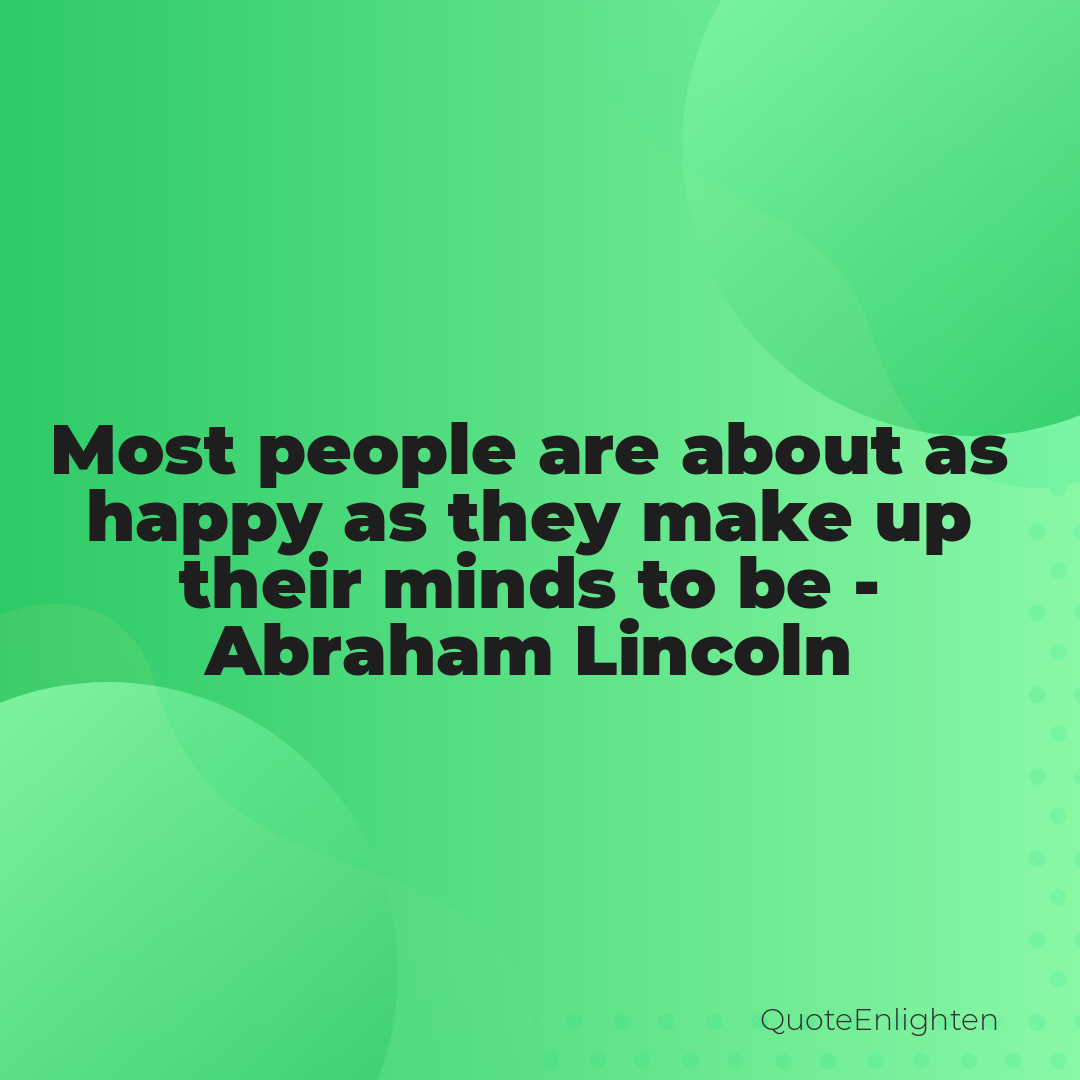 Most people are about as
happy as they make up
their minds to be -
Abraham Lincoln
QuoteEnlighten